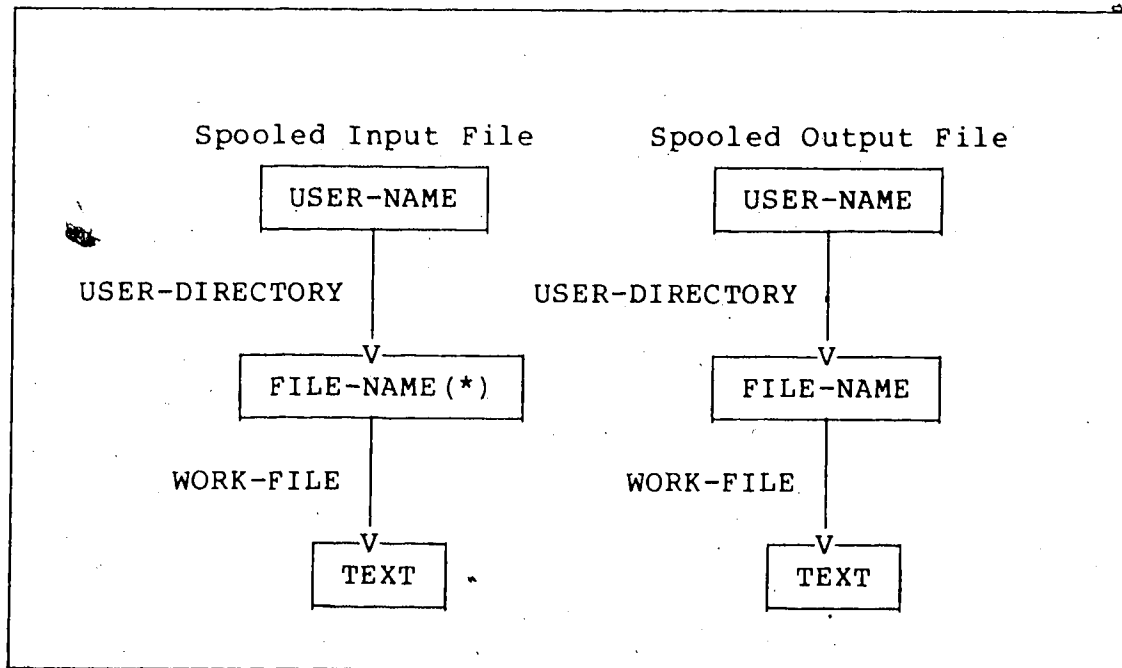 Spooled Input File
USER-NAME
USER-DIRECTORY
V
FILE-NAME(*)
WORK-FILE
V
TEXT
Spooled Output File
USER-NAME
USER-DIRECTORY
V
FILE-NAME
WORK-FILE
V
TEXT